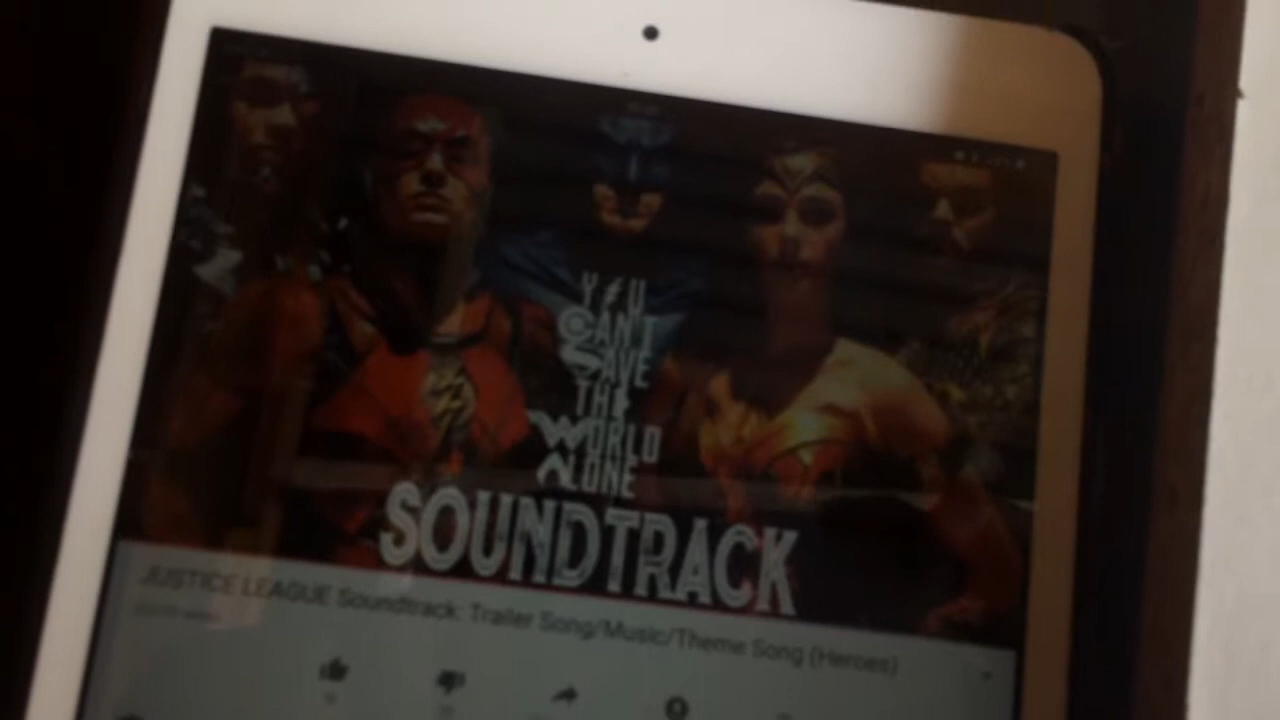 YOU
CAN'T
SAVE
THE
WORLD
ALONE
SOUNDTRACK
JUSTICE LEAGUE Soundtrack: Trailer Song/Music/Theme Song (Heroes)